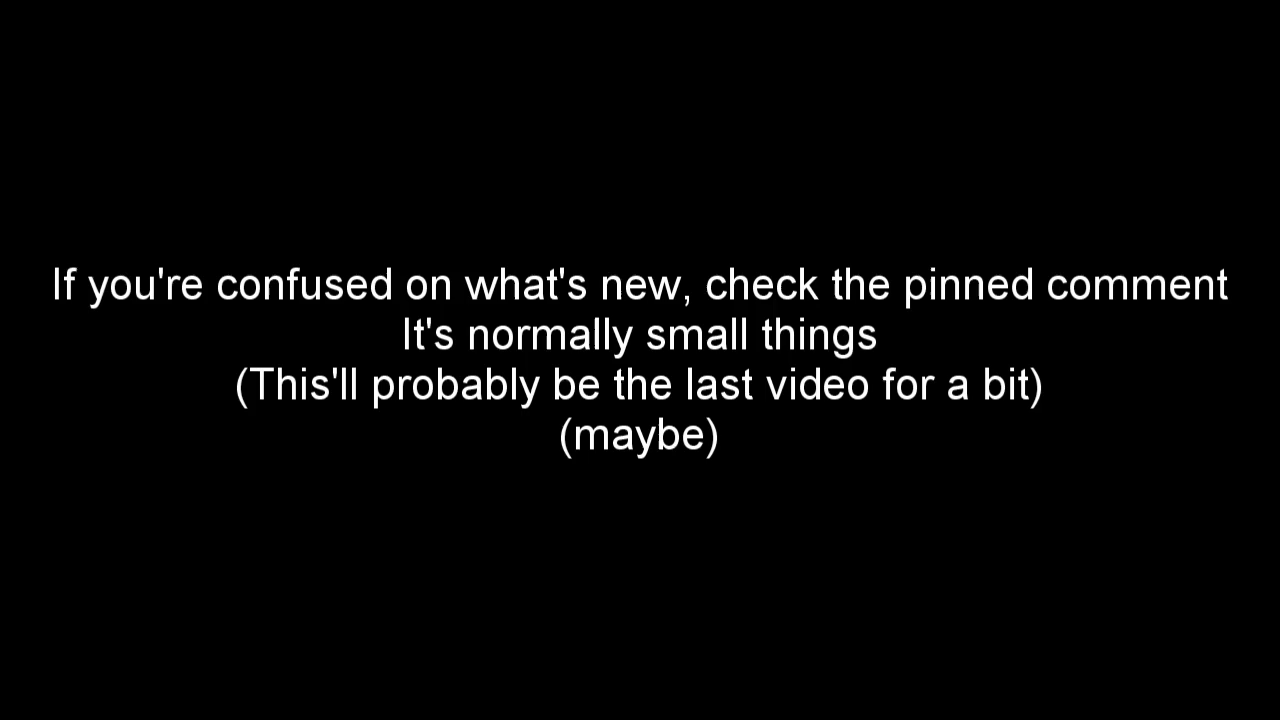 If you're confused on what's new, check the pinned comment
It's normally small things
(This'll probably be the last video for a bit)
(maybe)